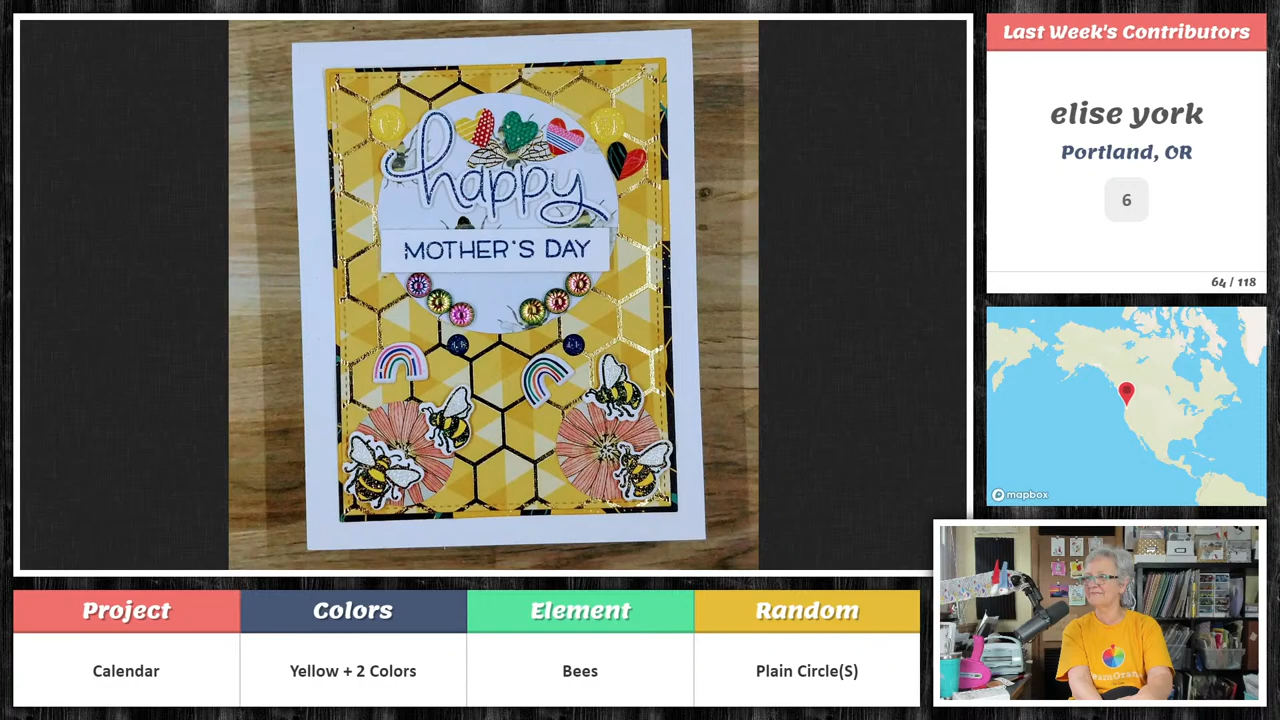 happy
MOTHER'S DAY
Last Week's Contributors
elise york
Portland, OR
6
64 / 118
mapbox
Project
Colors
Element
Random
Calendar
Yellow + 2 Colors
Bees
Plain Circle(S)